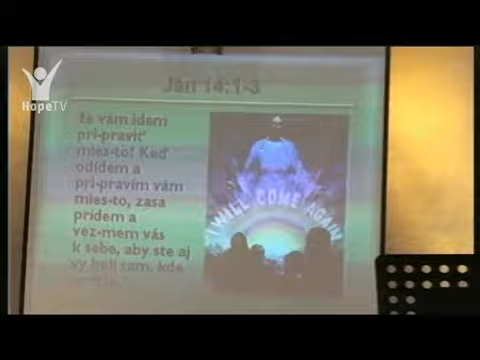 HopeTV
Ján 14:1-3
že vám idem
pri-praviť
mies-to! Keď
odídem a
pri-pravím vám
mies-to, zasa
prídem a
vez-mem vás
k sebe, aby ste aj
vy boli tam, kde
I WILL COME AGAIN